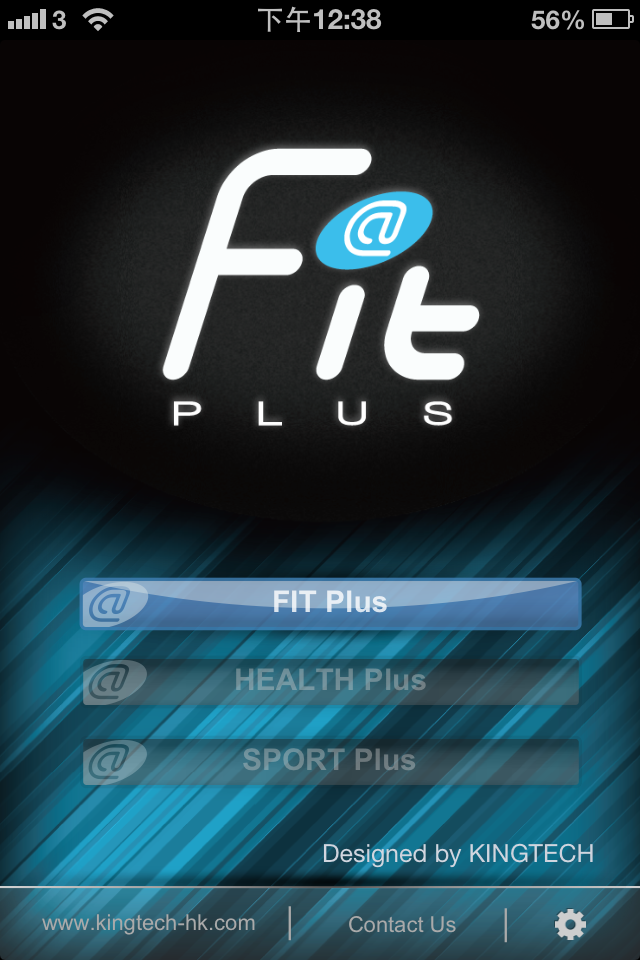 3 下午12:38 56%
Fit
@
PLUS
@ FIT Plus
@ HEALTH Plus
@ SPORT Plus
Designed by KINGTECH
www.kingtech-hk.com | Contact Us |